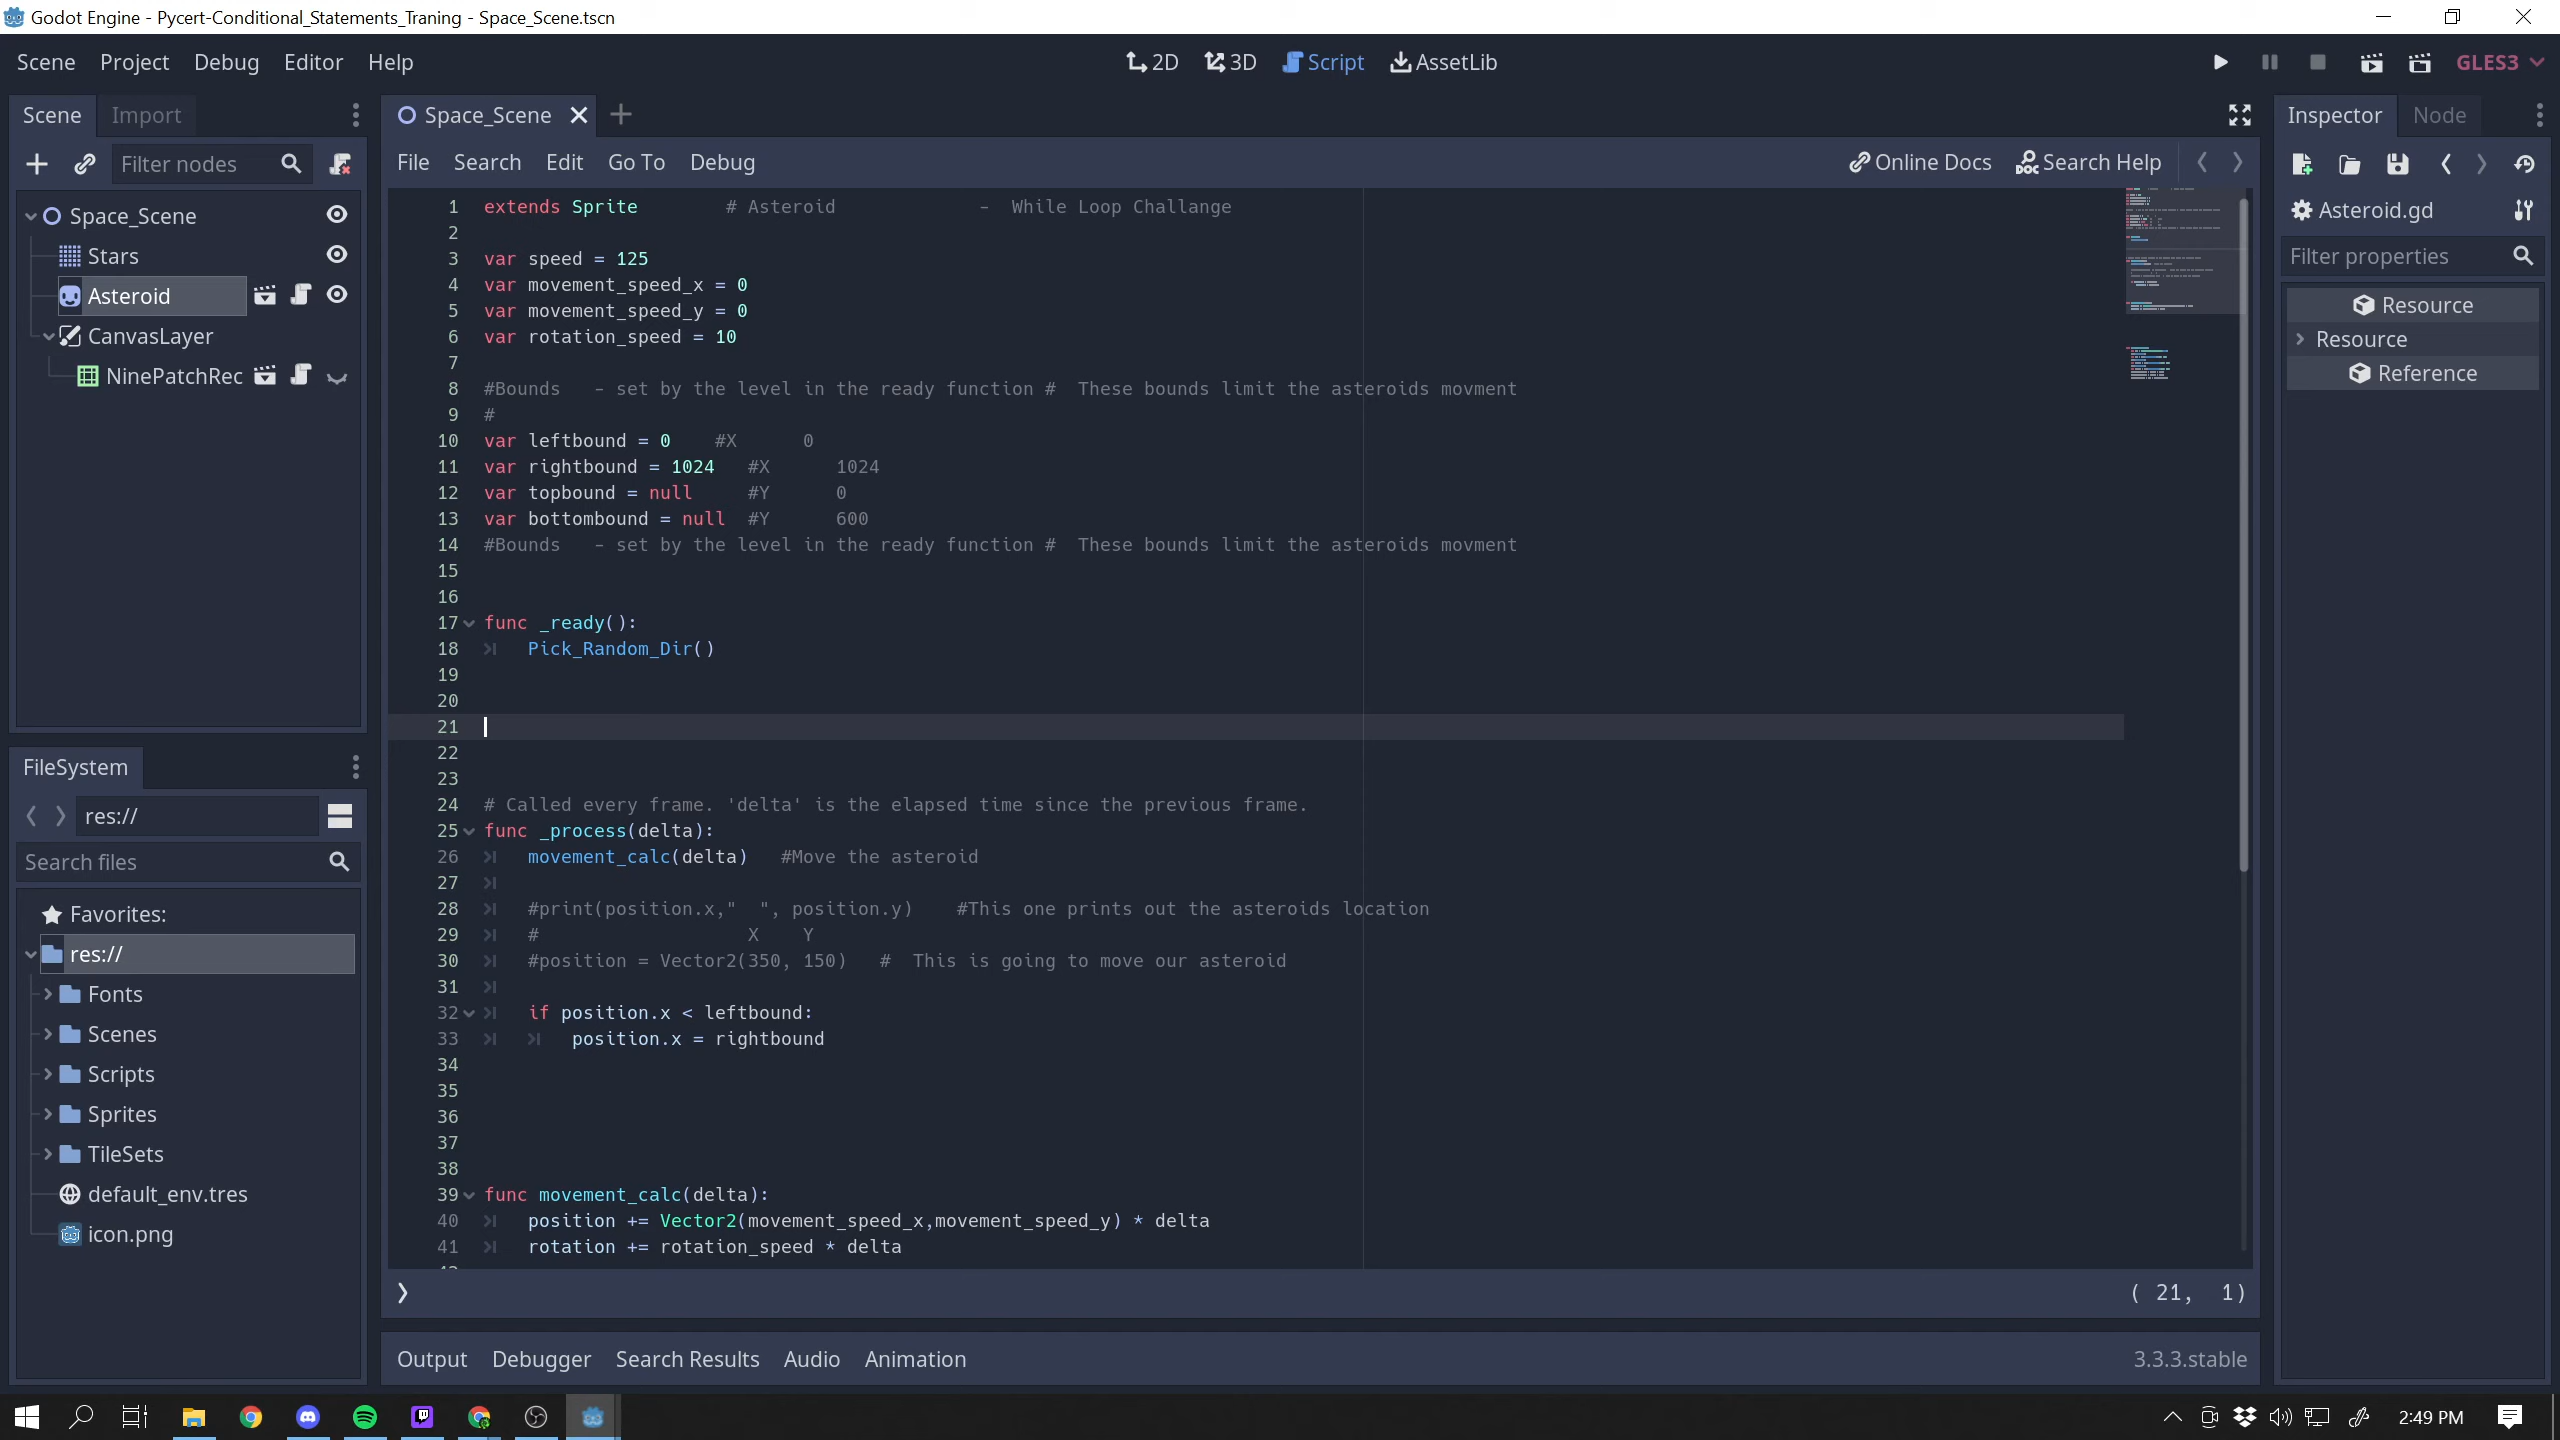 Godot Engine - Pycert-Conditional_Statements_Traning - Space_Scene.tscn
Scene Project Debug Editor Help 2D 3D Script AssetLib GLES3
Scene Import Space_Scene Inspector Node
Filter nodes File Search Edit Go To Debug Online Docs Search Help
Space_Scene
Stars
Asteroid
CanvasLayer
NinePatchRec
FileSystem
res://
Search files
Favorites:
res://
Fonts
Scenes
Scripts
Sprites
TileSets
default_env.tres
icon.png
1 extends Sprite # Asteroid - While Loop Challange
2
3 var speed = 125
4 var movement_speed_x = 0
5 var movement_speed_y = 0
6 var rotation_speed = 10
7
8 #Bounds - set by the level in the ready function # These bounds limit the asteroids movment
9 #
10 var leftbound = 0 #X 0
11 var rightbound = 1024 #X 1024
12 var topbound = null #Y 0
13 var bottombound = null #Y 600
14 #Bounds - set by the level in the ready function # These bounds limit the asteroids movment
15
16
17 func _ready():
18 Pick_Random_Dir()
19
20
21
22
23
24 # Called every frame. 'delta' is the elapsed time since the previous frame.
25 func _process(delta):
26 movement_calc(delta) #Move the asteroid
27
28 #print(position.x," ", position.y) #This one prints out the asteroids location
29 # X Y
30 #position = Vector2(350, 150) # This is going to move our asteroid
31
32 if position.x < leftbound:
33 position.x = rightbound
34
35
36
37
38
39 func movement_calc(delta):
40 position += Vector2(movement_speed_x,movement_speed_y) * delta
41 rotation += rotation_speed * delta
( 21, 1)
Output Debugger Search Results Audio Animation 3.3.3.stable
Asteroid.gd
Filter properties
Resource
Resource
Reference
2:49 PM